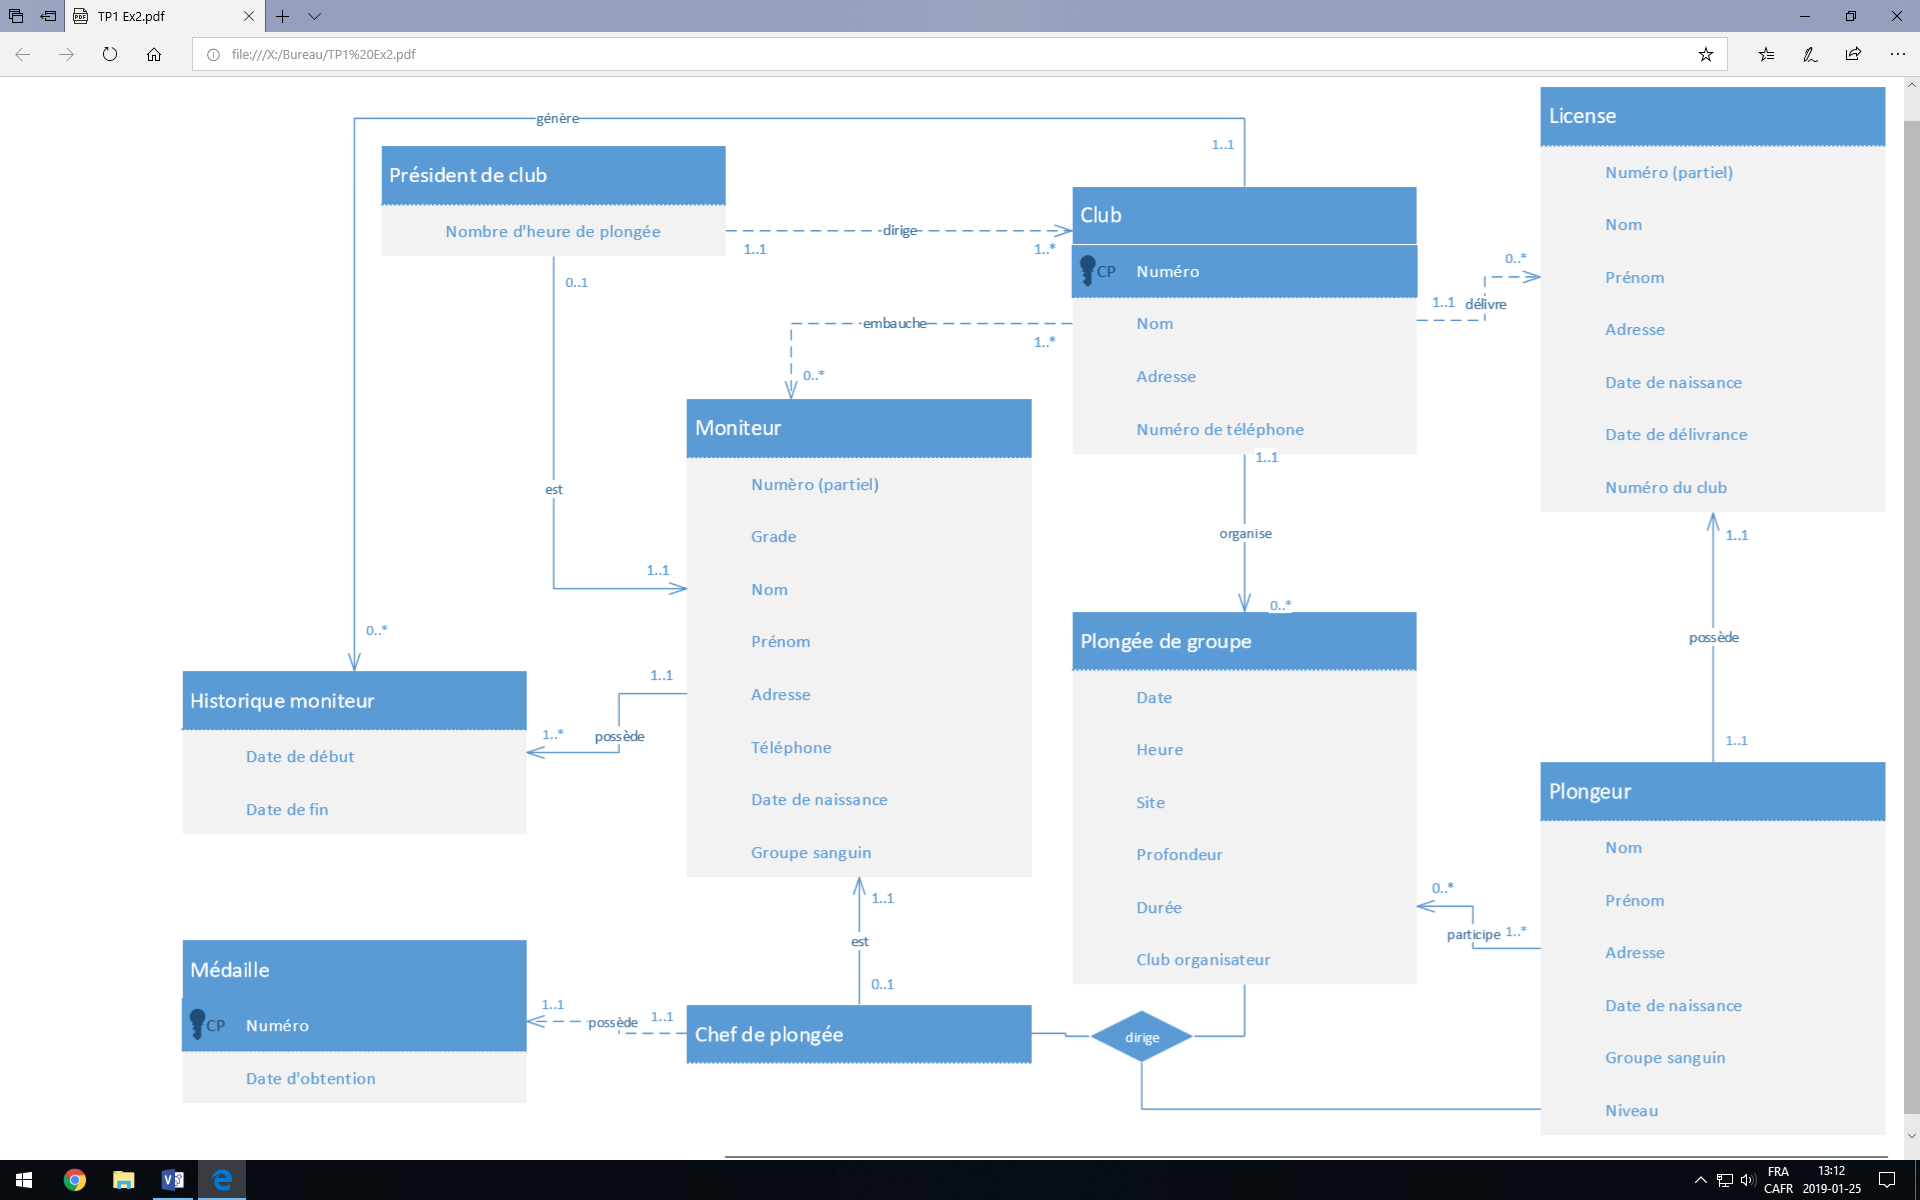 TP1 Ex2.pdf
file:///X:/Bureau/TP1%20Ex2.pdf
génère
1..1
0..*
Président de club
Nombre d'heure de plongée
dirige
1..1
1..*
0..1
est
1..1
Club
CP Numéro
Nom
Adresse
Numéro de téléphone
embauche
1..*
0..*
1..1
délivre
0..*
License
Numéro (partiel)
Nom
Prénom
Adresse
Date de naissance
Date de délivrance
Numéro du club
Moniteur
Numèro (partiel)
Grade
Nom
Prénom
Adresse
Téléphone
Date de naissance
Groupe sanguin
1..1
organise
0..*
1..1
possède
1..1
Historique moniteur
Date de début
Date de fin
1..1
possède
1..*
Plongée de groupe
Date
Heure
Site
Profondeur
Durée
Club organisateur
Plongeur
Nom
Prénom
Adresse
Date de naissance
Groupe sanguin
Niveau
0..*
participe
1..*
1..1
est
0..1
Médaille
CP Numéro
Date d'obtention
1..1
possède
1..1
Chef de plongée
dirige
FRA
CAFR
13:12
2019-01-25